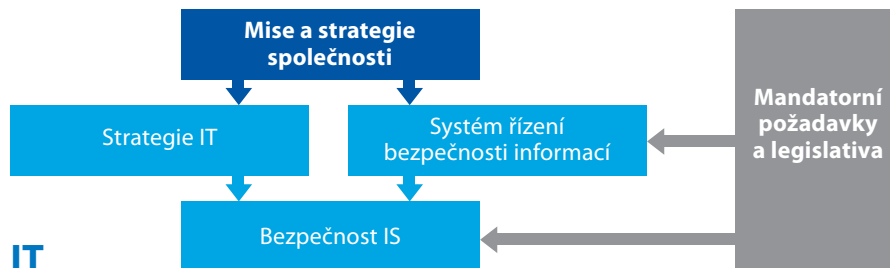 Mise a strategie
společnosti
Strategie IT
Systém řízení
bezpečnosti informací
Mandatorní
požadavky
a legislativa
Bezpečnost IS
IT